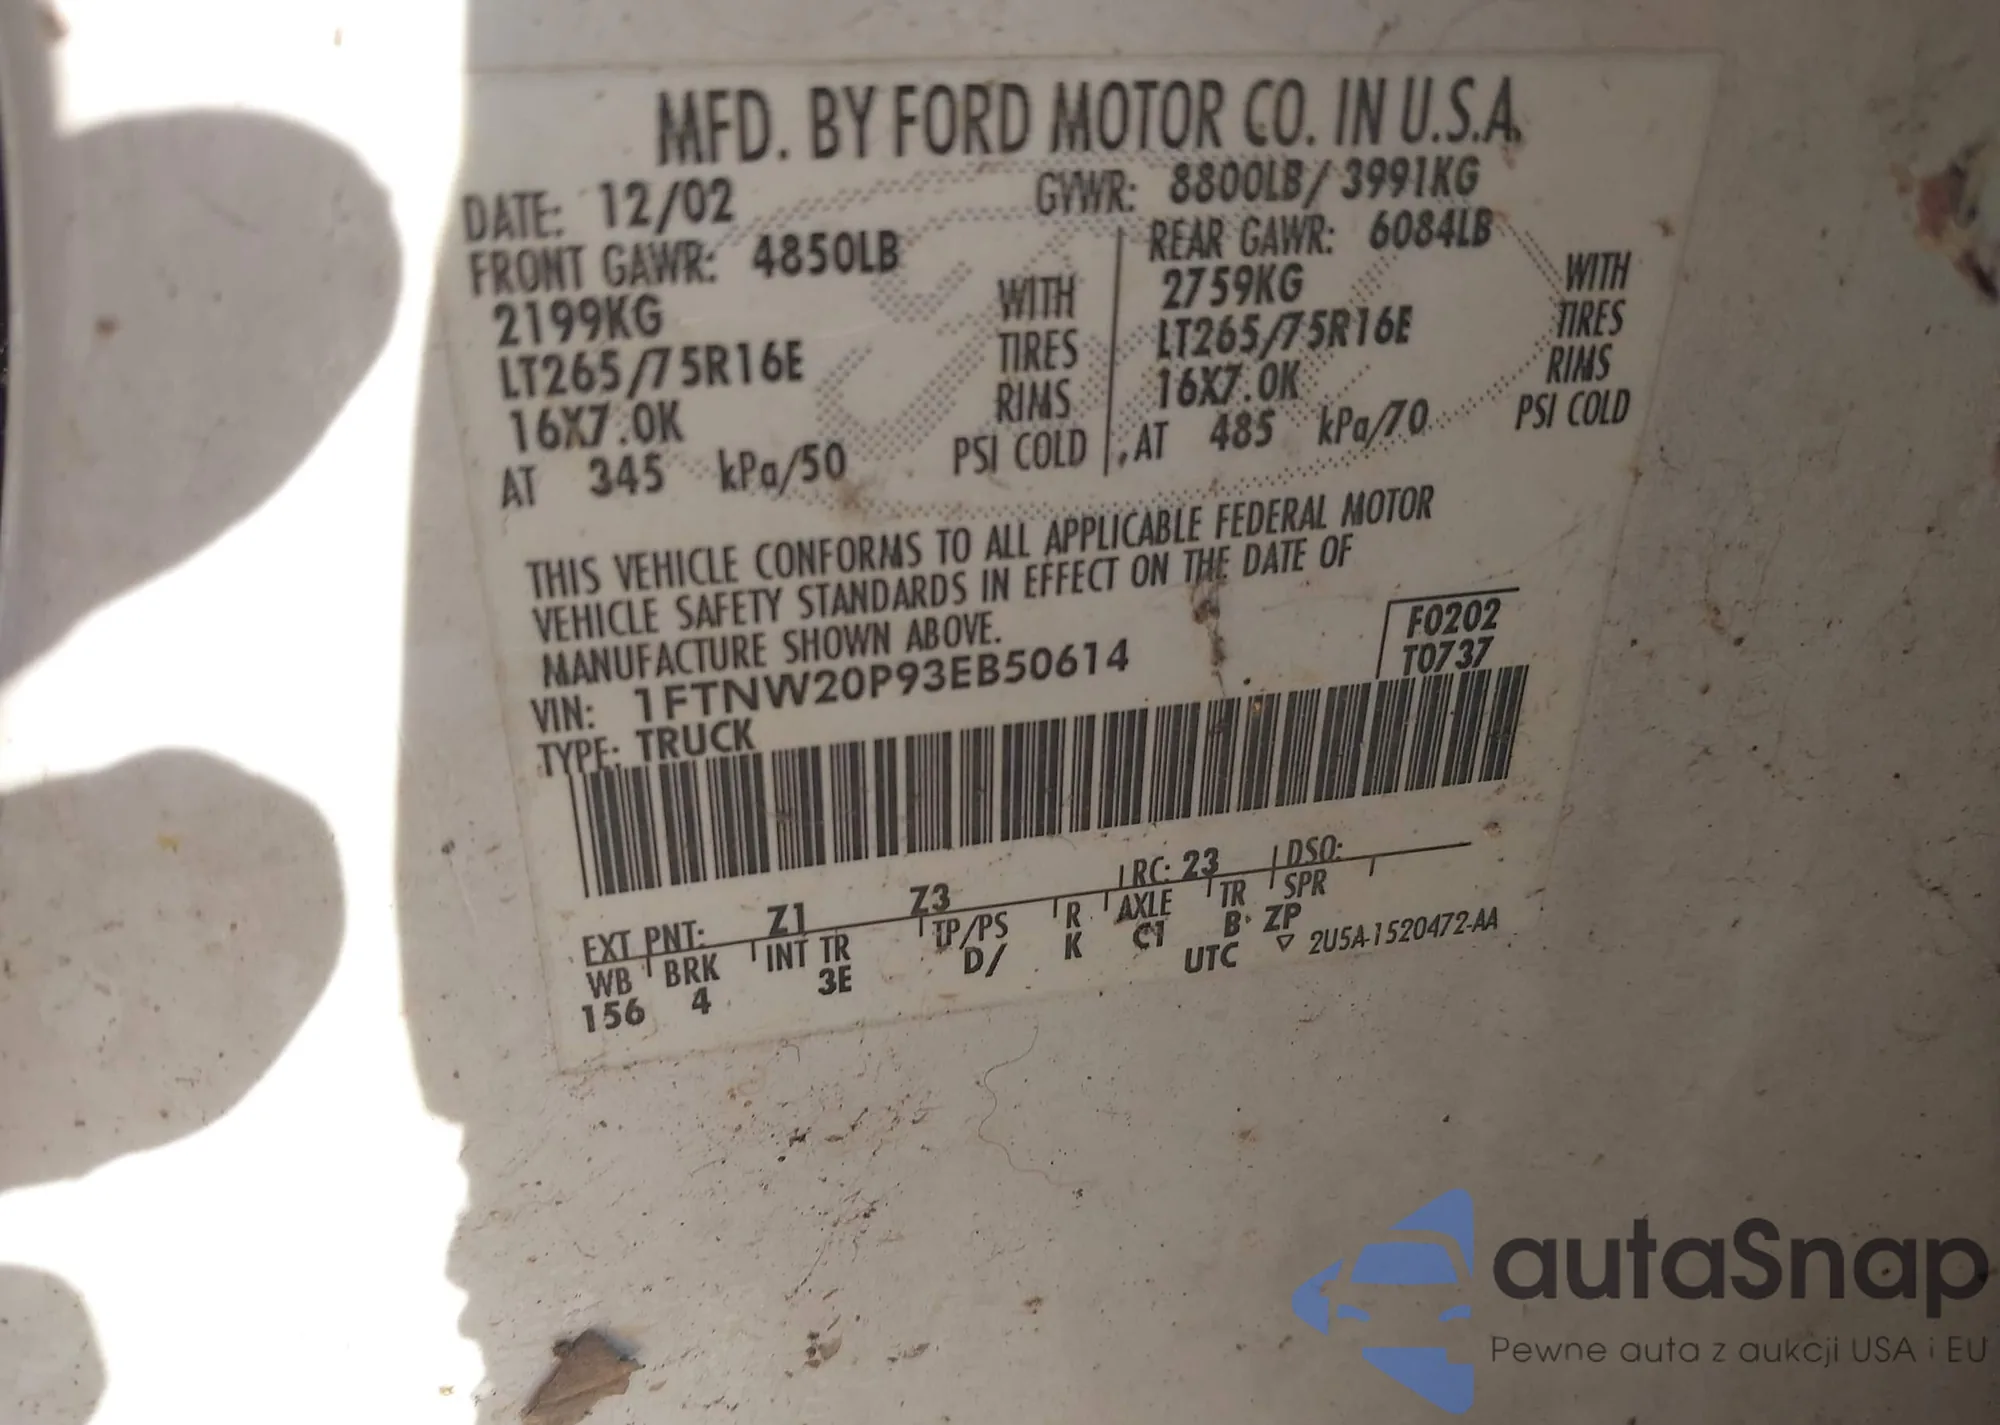 MFD. BY FORD MOTOR CO. IN U.S.A.
DATE: 12/02 GVWR: 8800LB/ 3991KG
FRONT GAWR: 4850LB REAR GAWR: 6084LB
2199KG WITH 2759KG WITH
LT265/75R16E TIRES LT265/75R16E TIRES
16X7.0K RIMS 16X7.0K RIMS
AT 345 kPa/50 PSI COLD , AT 485 kPa/70 PSI COLD
THIS VEHICLE CONFORMS TO ALL APPLICABLE FEDERAL MOTOR
VEHICLE SAFETY STANDARDS IN EFFECT ON THE DATE OF
MANUFACTURE SHOWN ABOVE.
F0202
VIN: 1FTNW20P93EB50614 T0737
TYPE: TRUCK
EXT PNT: Z1 Z3 RC: 23 DSO:
WB BRK INT TR TP/PS R AXLE TR SPR
156 4 3E D/ K C1 B ZP
UTC ▽ 2U5A-1520472-AA
autaSnap
Pewne auta z aukcji USA i EU